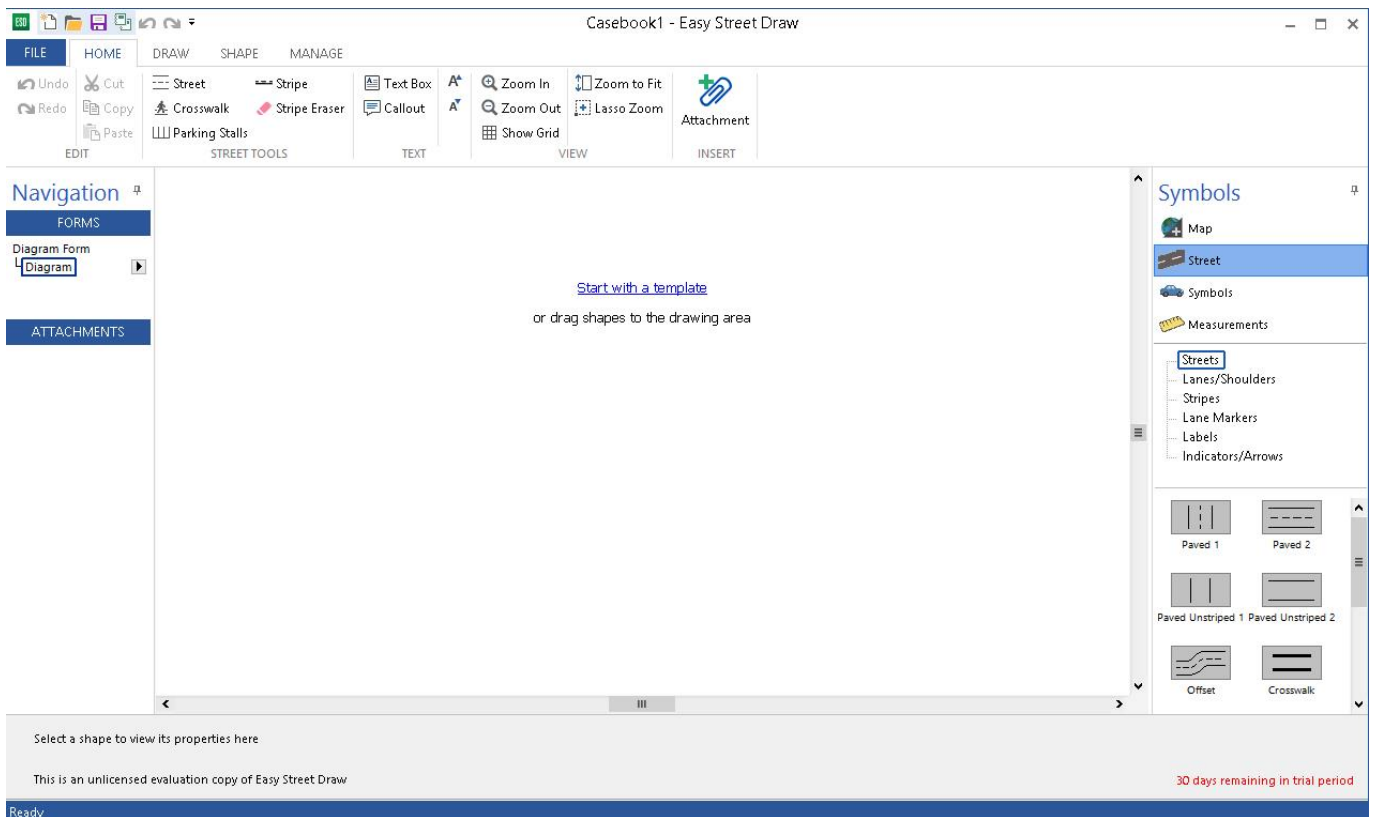 ESD
Casebook1 - Easy Street Draw
FILE HOME DRAW SHAPE MANAGE
Undo Cut Street Stripe Text Box A Zoom In Zoom to Fit
Redo Copy Crosswalk Stripe Eraser Callout A Zoom Out Lasso Zoom Attachment
Paste Parking Stalls Show Grid
EDIT STREET TOOLS TEXT VIEW INSERT
Navigation
FORMS
Diagram Form
Diagram
ATTACHMENTS
Start with a template
or drag shapes to the drawing area
Symbols
Map
Street
Symbols
Measurements
Streets
Lanes/Shoulders
Stripes
Lane Markers
Labels
Indicators/Arrows
Paved 1 Paved 2
Paved Unstriped 1 Paved Unstriped 2
Offset Crosswalk
Select a shape to view its properties here
This is an unlicensed evaluation copy of Easy Street Draw
30 days remaining in trial period
Ready